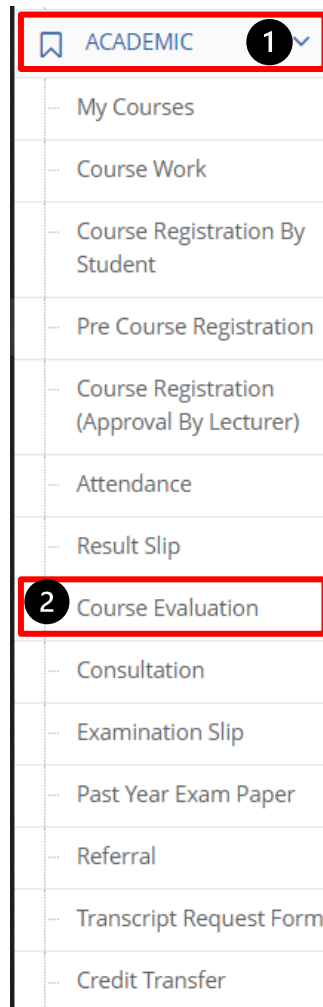 ACADEMIC 1
My Courses
Course Work
Course Registration By
Student
Pre Course Registration
Course Registration
(Approval By Lecturer)
Attendance
Result Slip
2 Course Evaluation
Consultation
Examination Slip
Past Year Exam Paper
Referral
Transcript Request Form
Credit Transfer